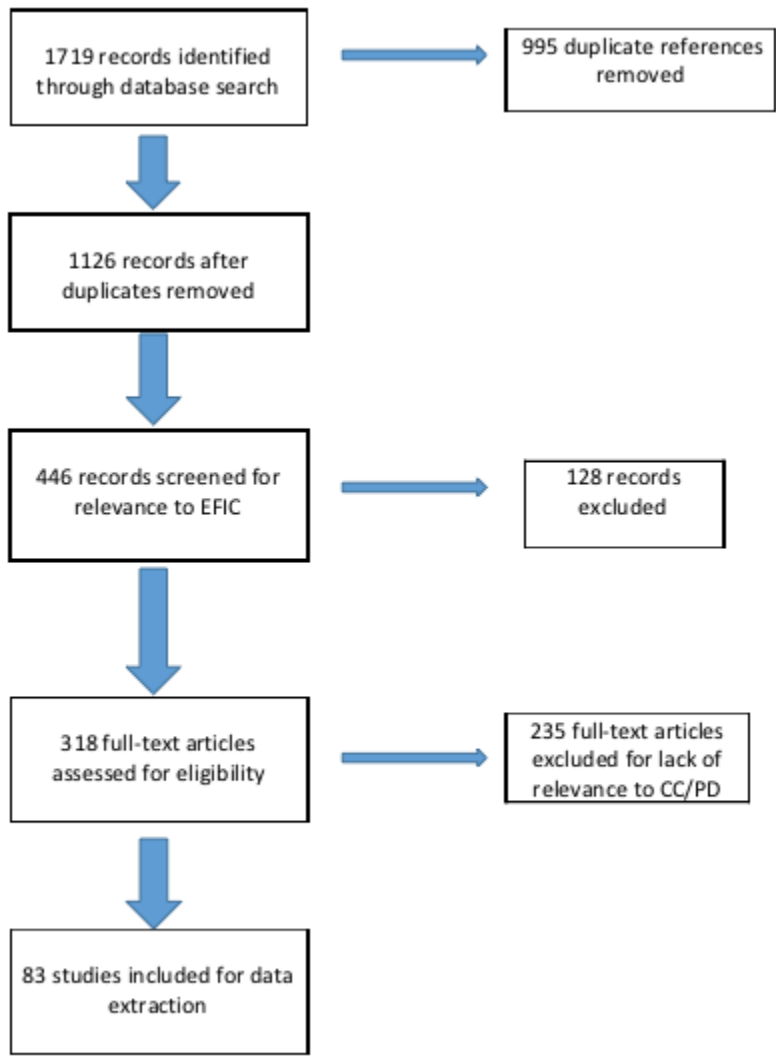 1719 records identified
through database search
995 duplicate references
removed
1126 records after
duplicates removed
446 records screened for
relevance to EFIC
128 records
excluded
318 full-text articles
assessed for eligibility
235 full-text articles
excluded for lack of
relevance to CC/PD
83 studies included for data
extraction